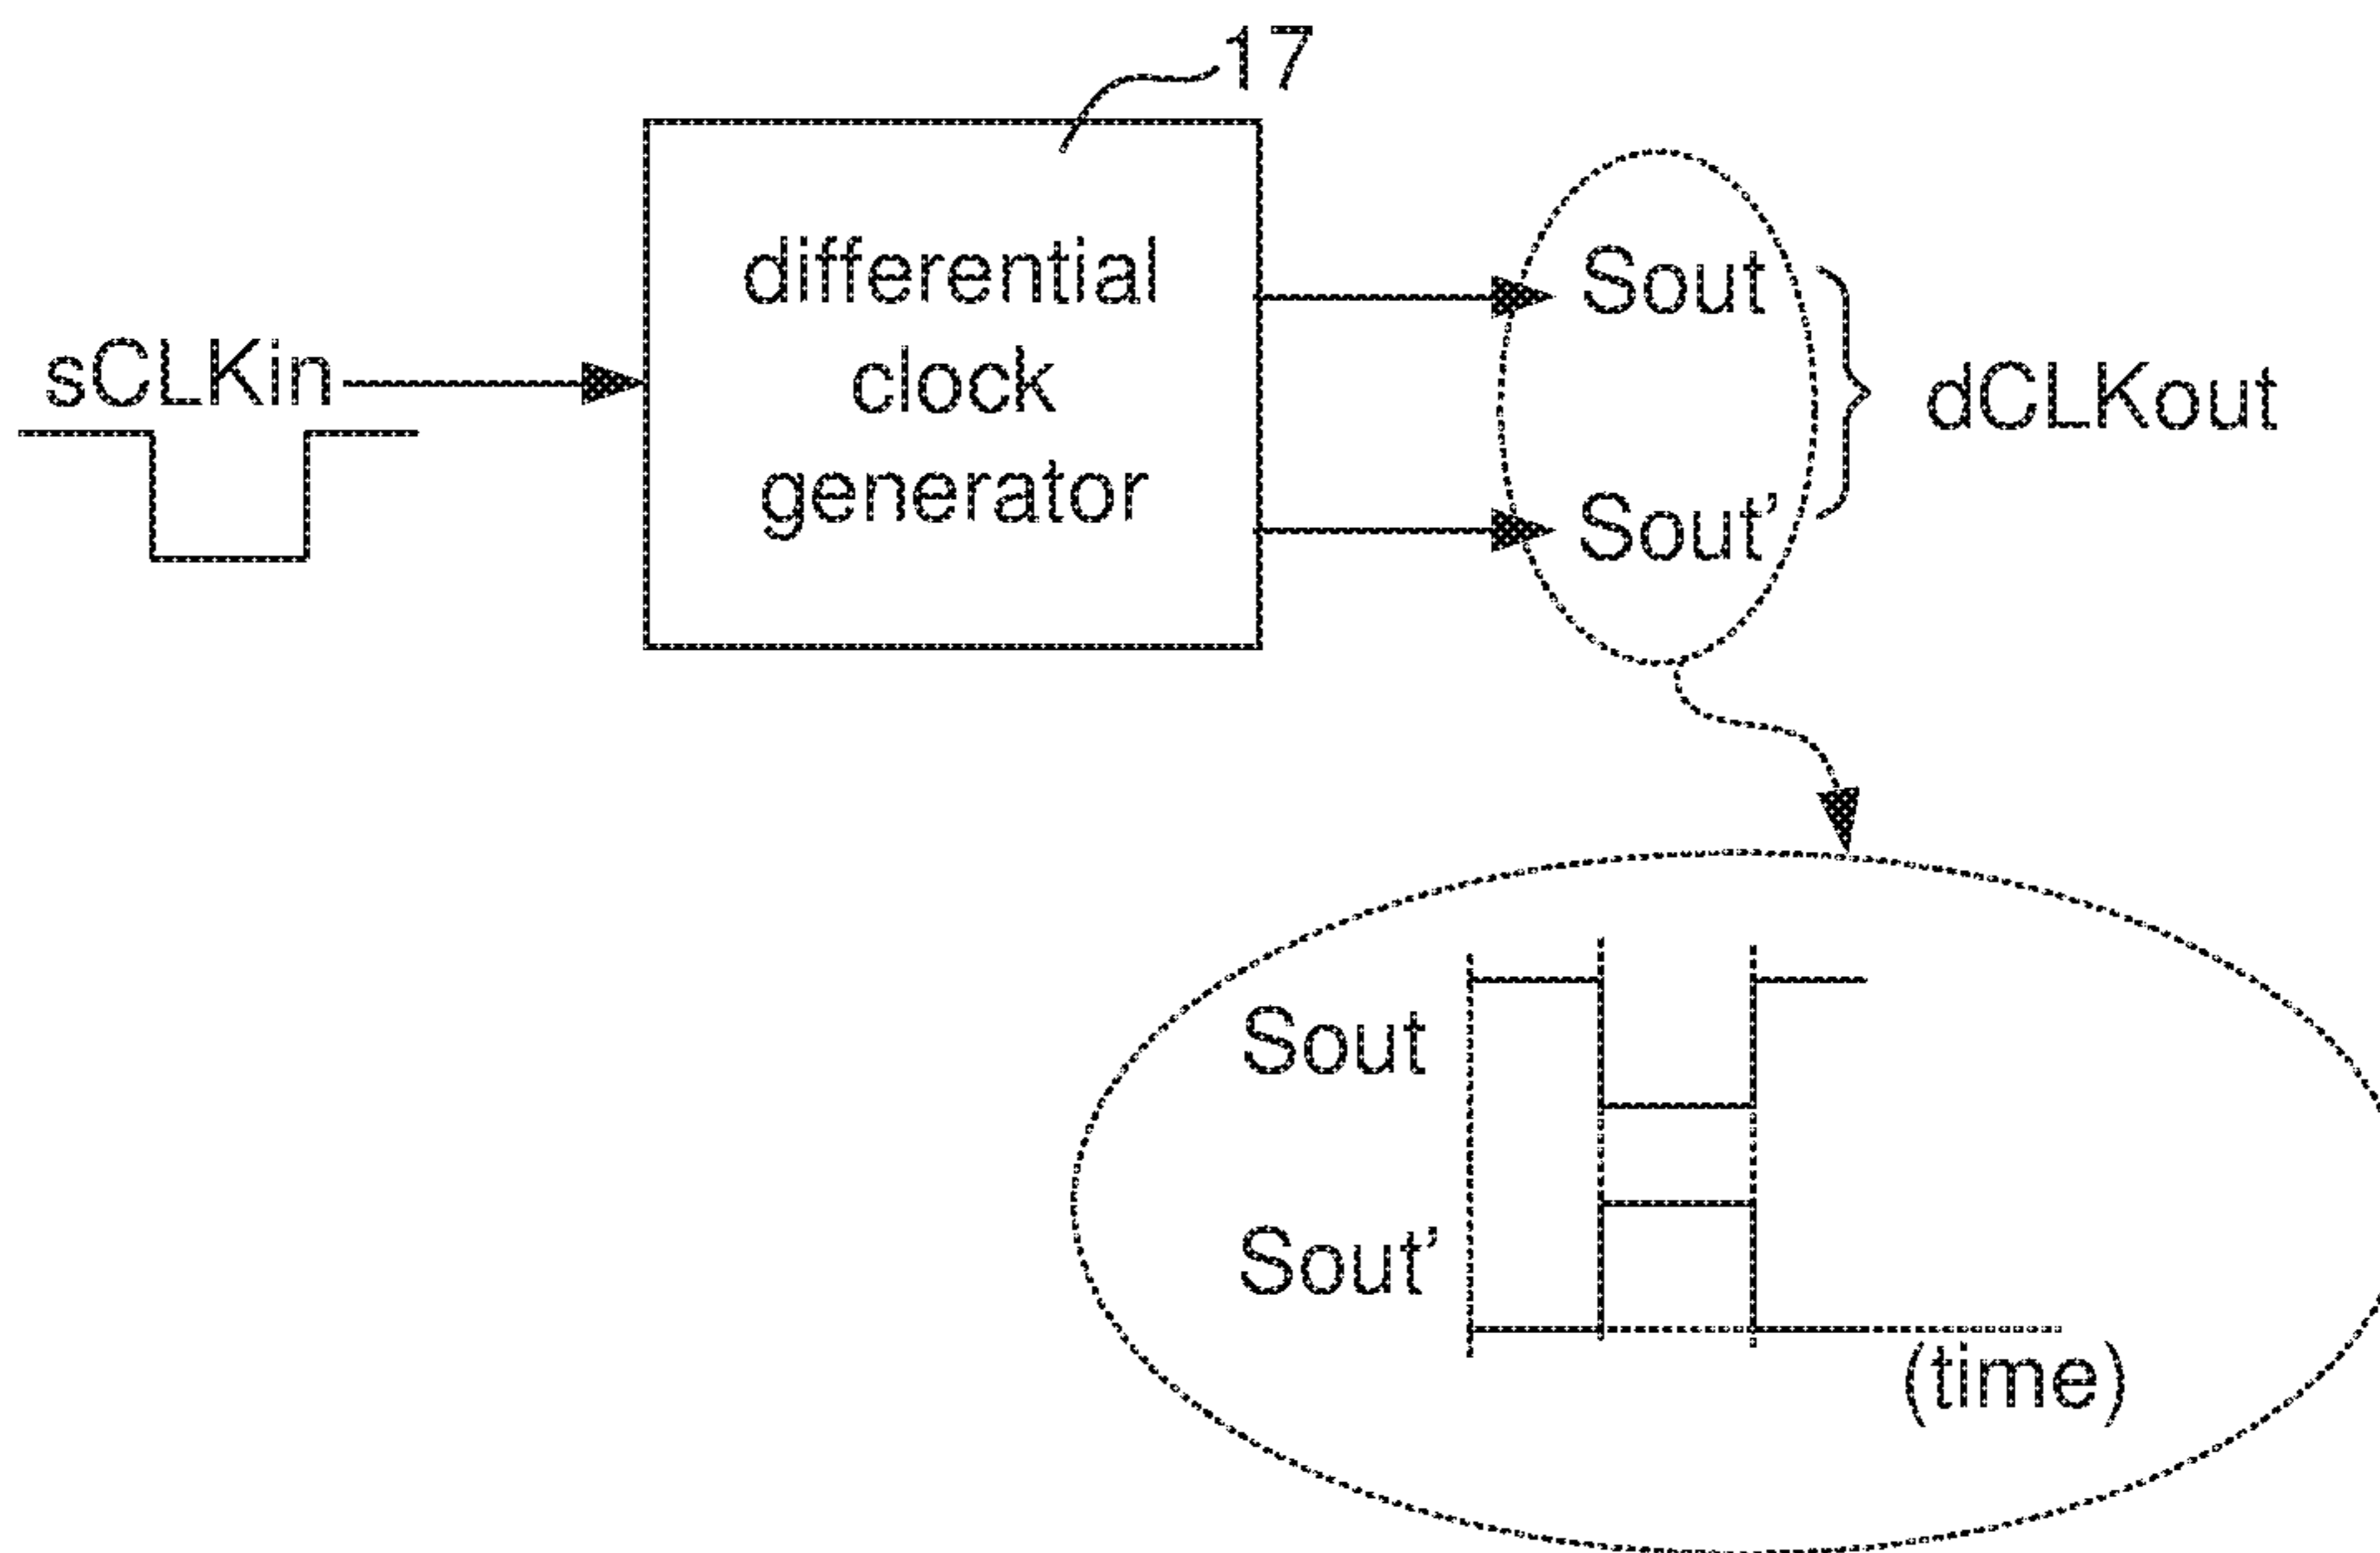 17
differential
clock
generator
sCLKin
Sout
Sout’
dCLKout
Sout
Sout’
(time)